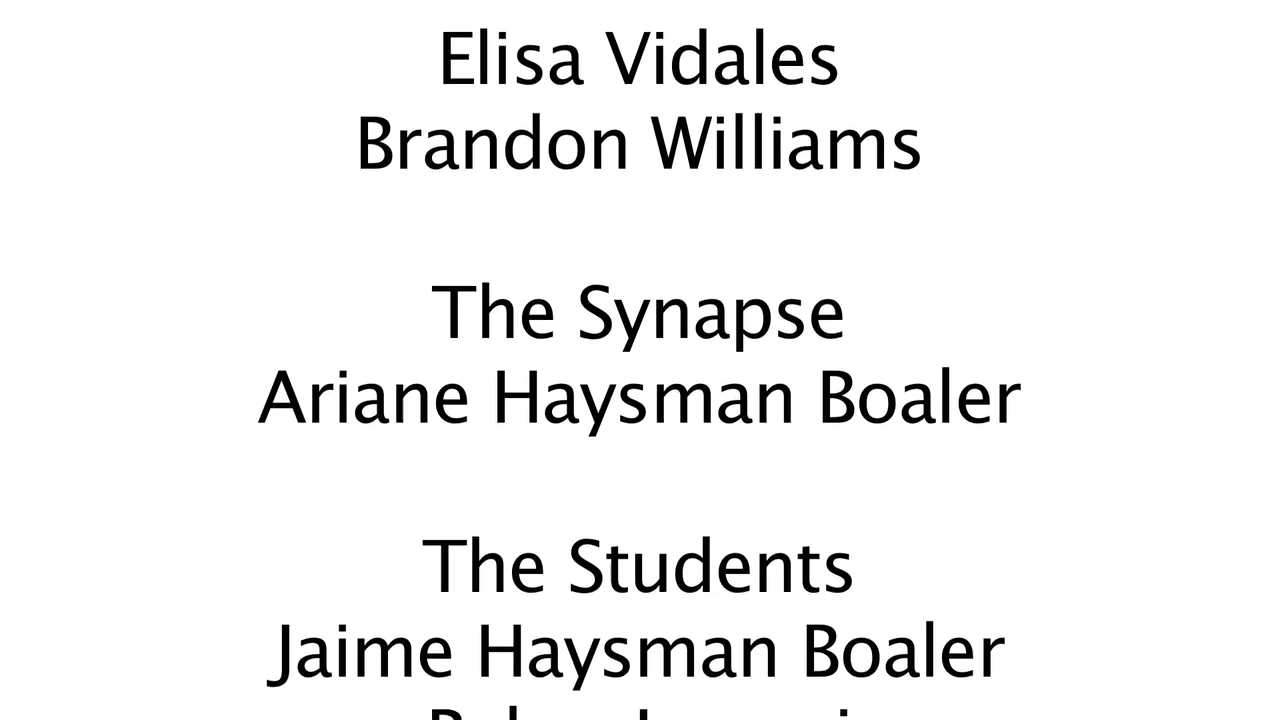 Elisa Vidales
Brandon Williams
The Synapse
Ariane Haysman Boaler
The Students
Jaime Haysman Boaler